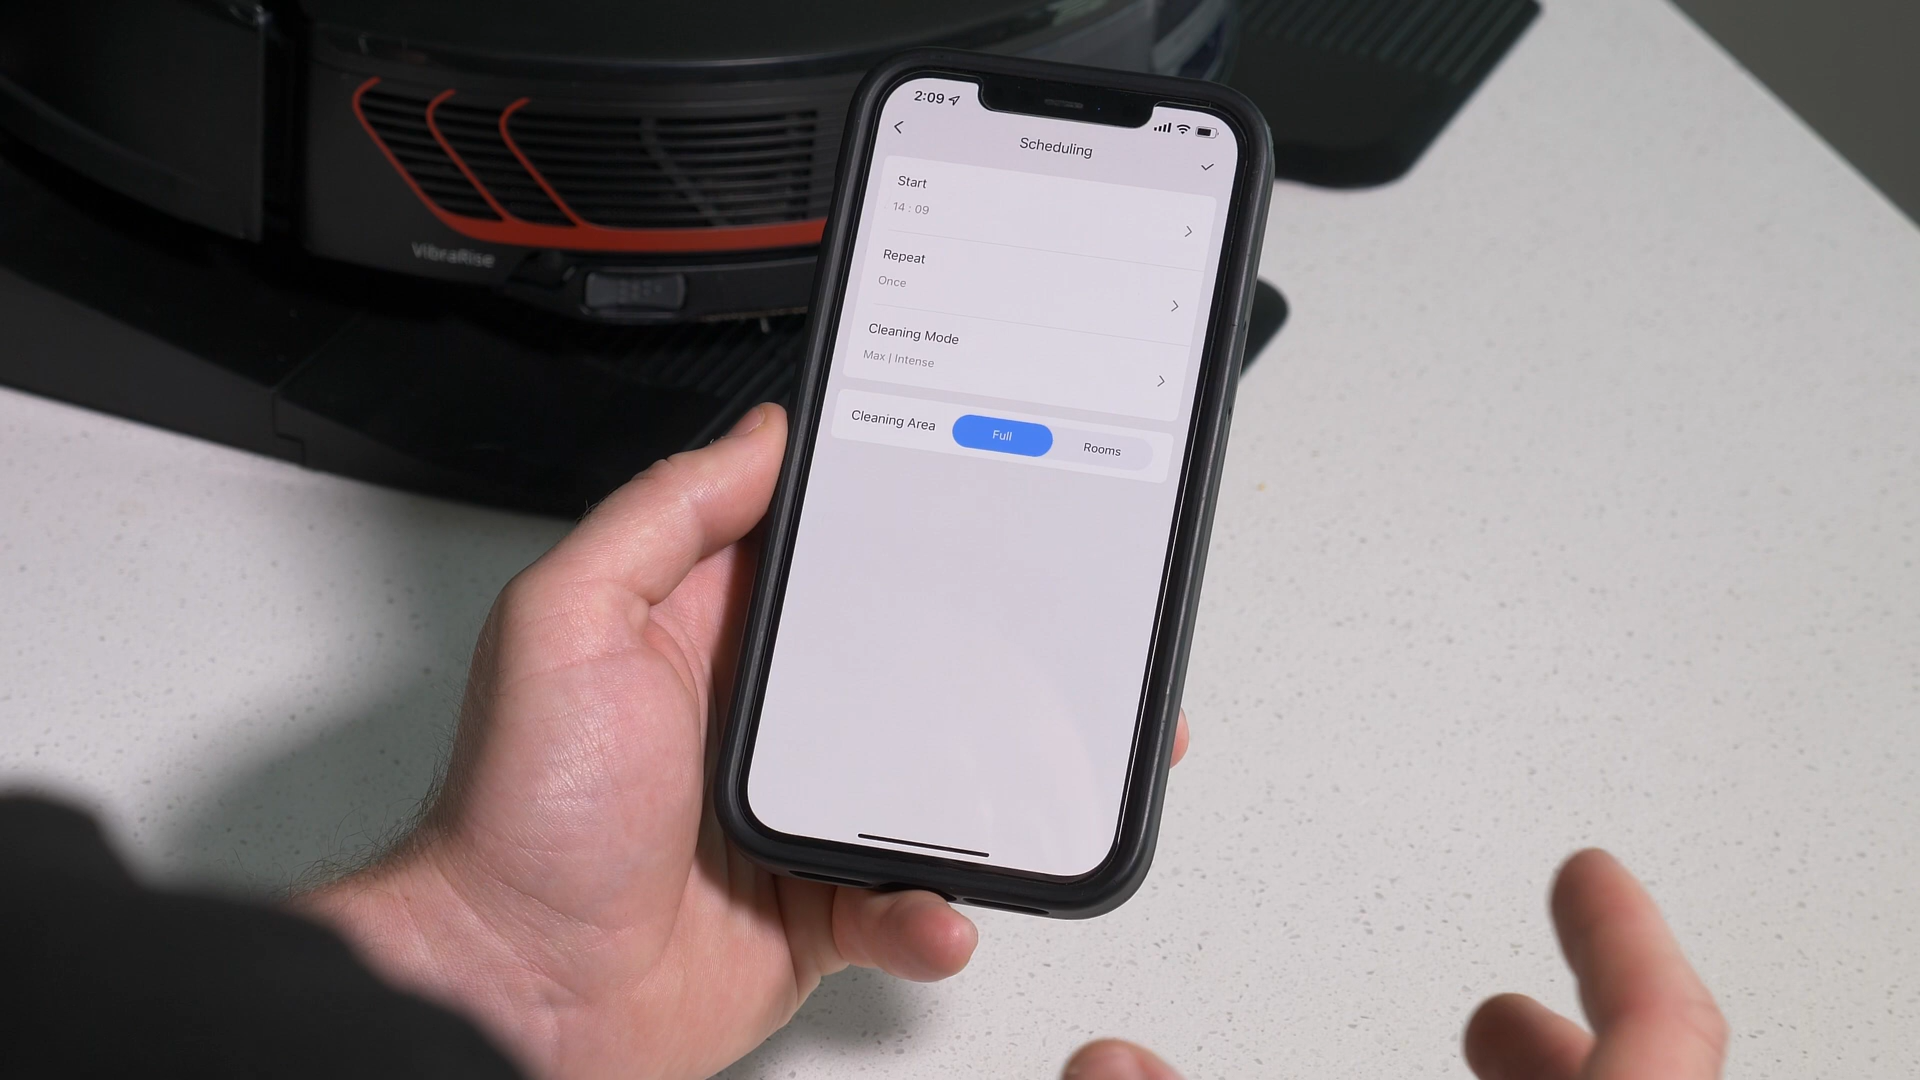 2:09
Scheduling
Start
14 : 09
Repeat
Once
Cleaning Mode
Max | Intense
Cleaning Area Full Rooms
VibraRise